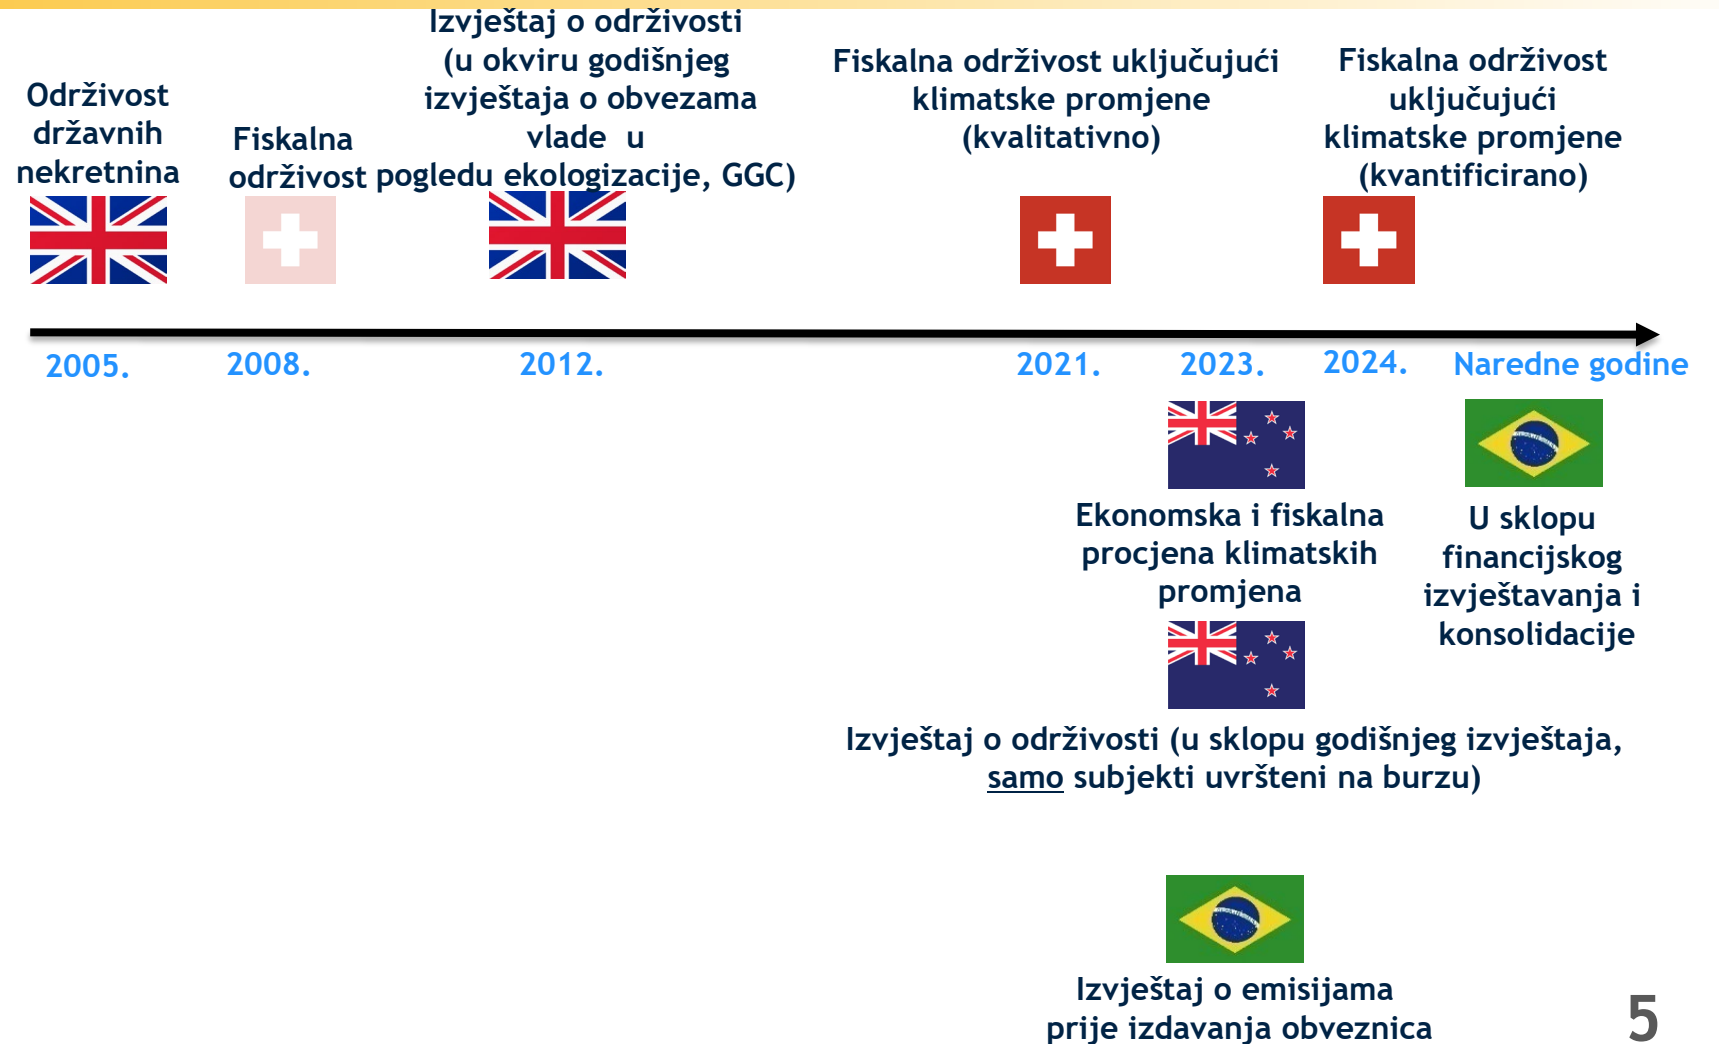 Održivost
državnih
nekretnina
Fiskalna
održivost
Izvještaj o održivosti
(u okviru godišnjeg
izvještaja o obvezama
vlade u
pogledu ekologizacije, GGC)
Fiskalna održivost uključujući
klimatske promjene
(kvalitativno)
Fiskalna održivost
uključujući
klimatske promjene
(kvantificirano)
2005.
2008.
2012.
2021.
2023.
2024.
Naredne godine
Ekonomska i fiskalna
procjena klimatskih
promjena
U sklopu
financijskog
izvještavanja i
konsolidacije
Izvještaj o održivosti (u sklopu godišnjeg izvještaja,
samo subjekti uvršteni na burzu)
Izvještaj o emisijama
prije izdavanja obveznica
5